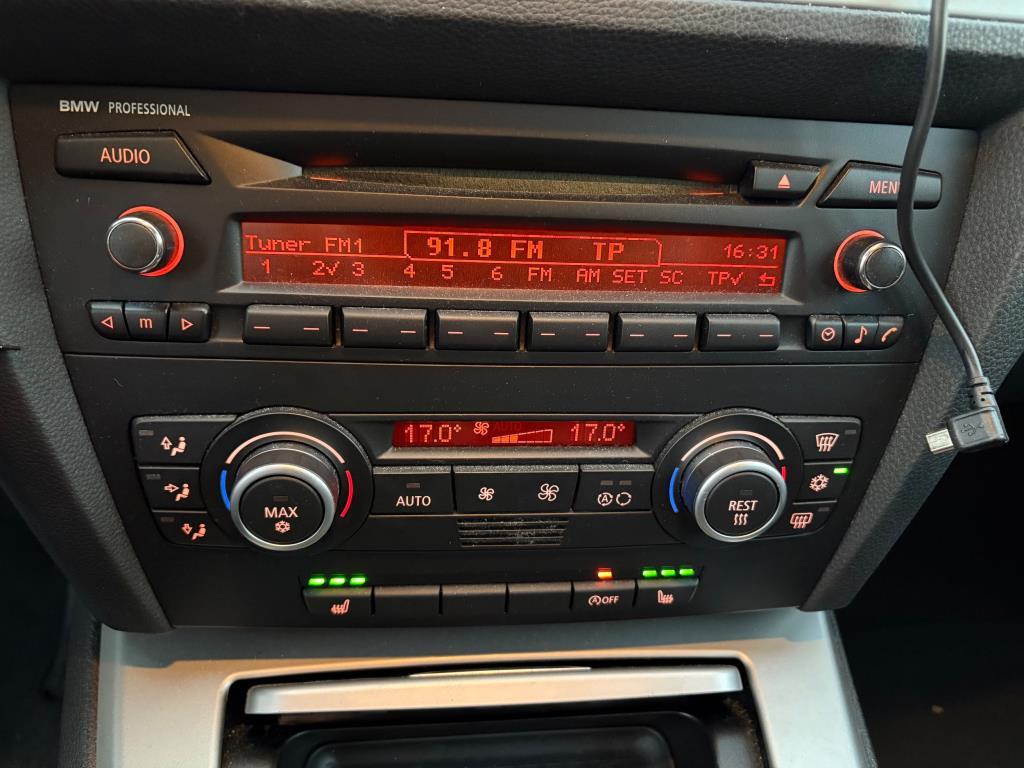 BMW PROFESSIONAL
AUDIO
MEN
Tuner FM1 91.8 FM TP 16:31
1 2✓ 3 4 5 6 FM AM SET SC TP✓
m
17.0° AUTO 17.0°
MAX
AUTO
A
REST
A OFF